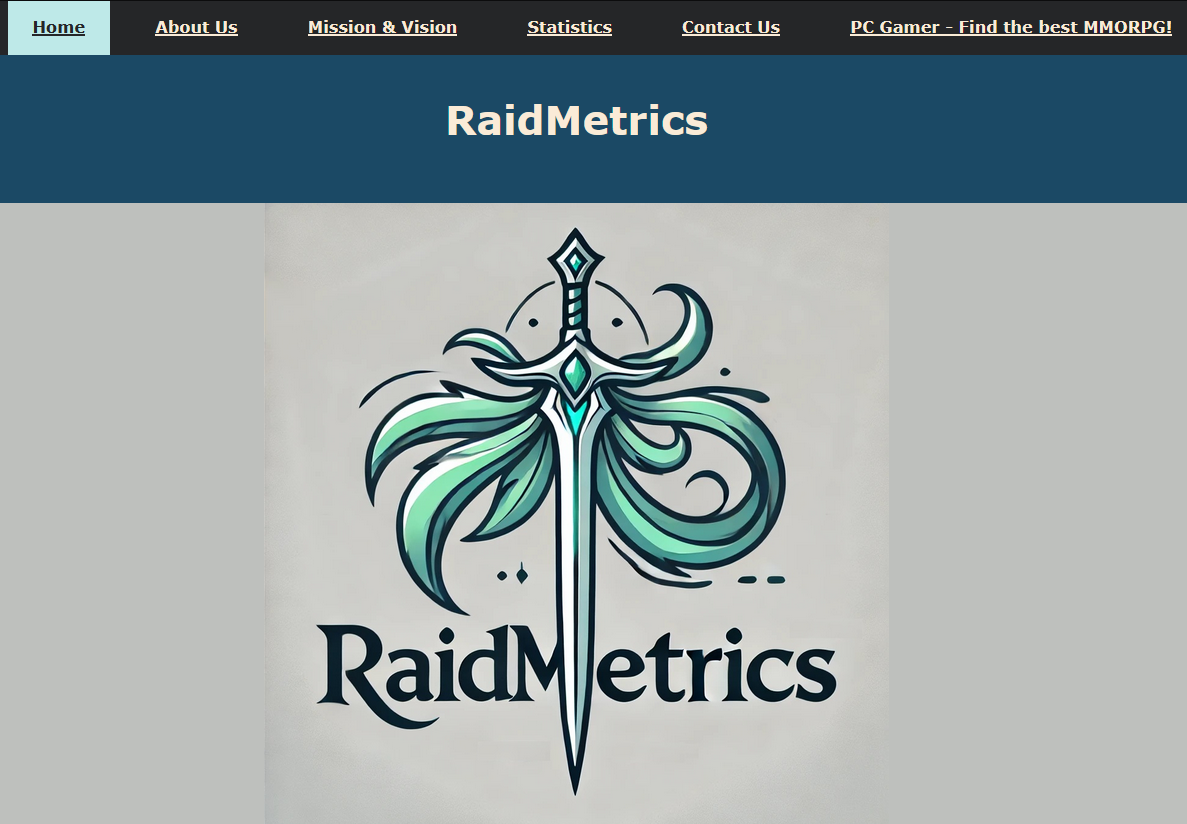 Home About Us Mission & Vision Statistics Contact Us PC Gamer - Find the best MMORPG!
RaidMetrics
RaidMetrics